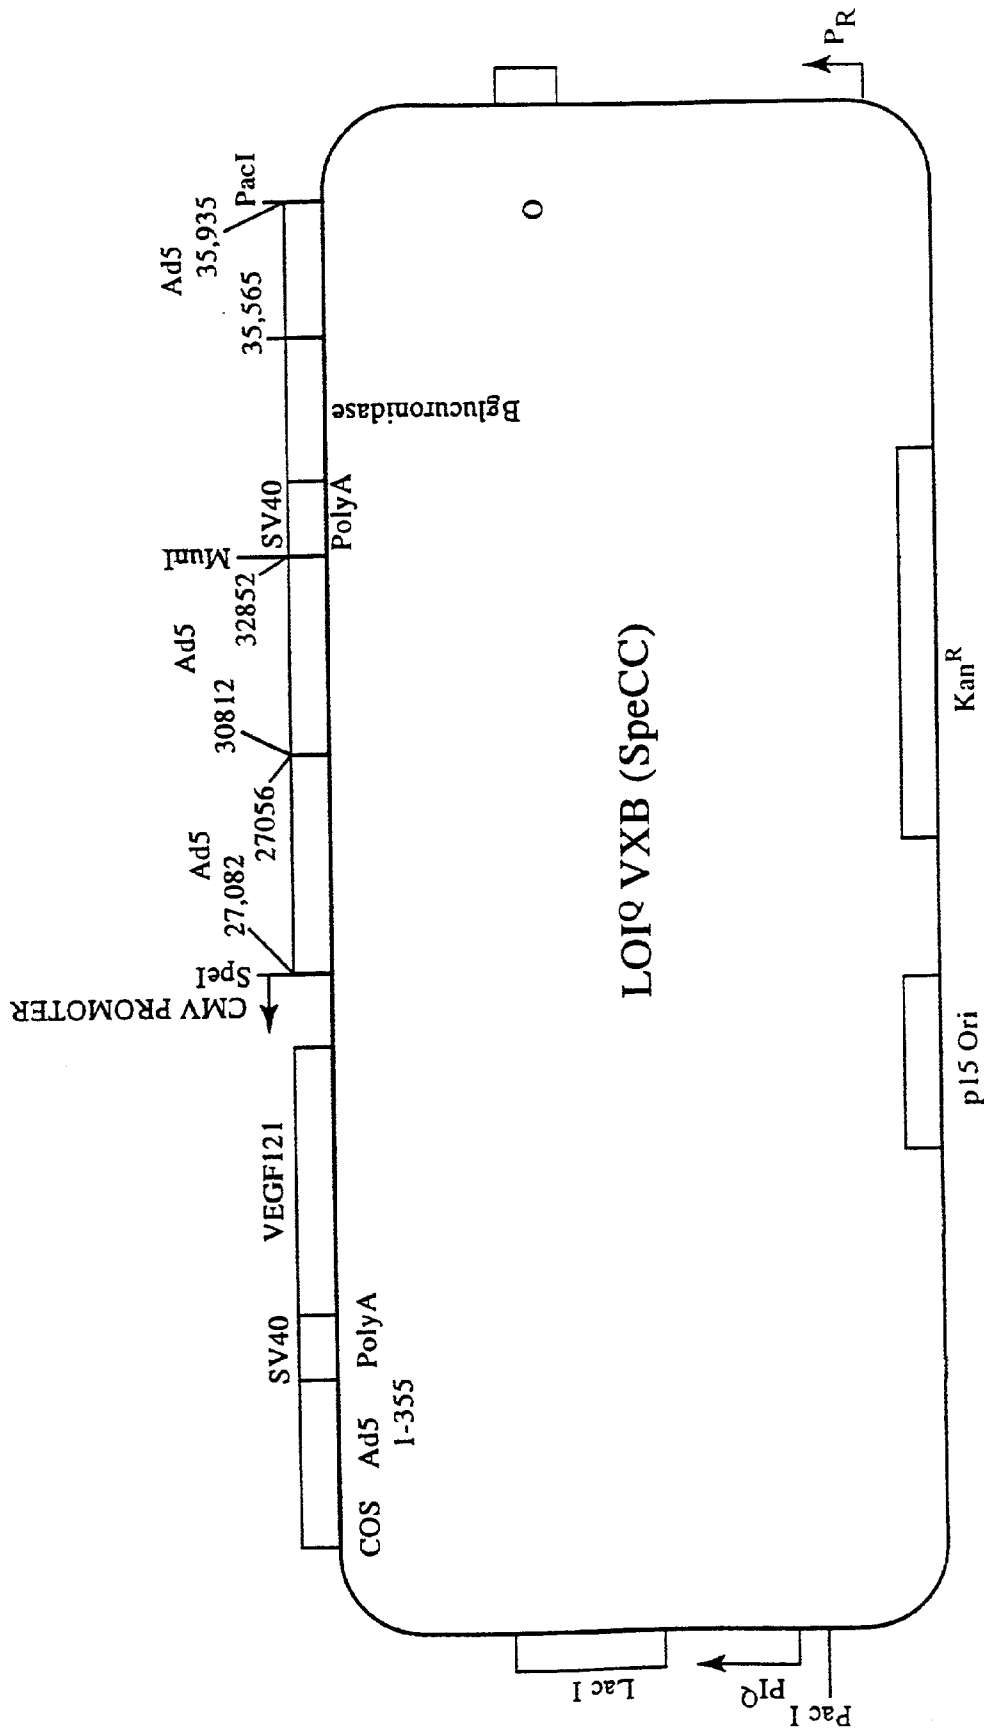 CMV PROMOTER
SV40
VEGF121
SpeI
Ad5
27,082
27056
30812
Ad5
32852
MunI
SV40
35,565
Ad5
35,935
PacI
COS
Ad5
1-355
PolyA
PolyA
Bglucuronidase
LOIQ VXB (SpeCC)
O
Lac I
PIQ
Pac I
p15 Ori
KanR
PR